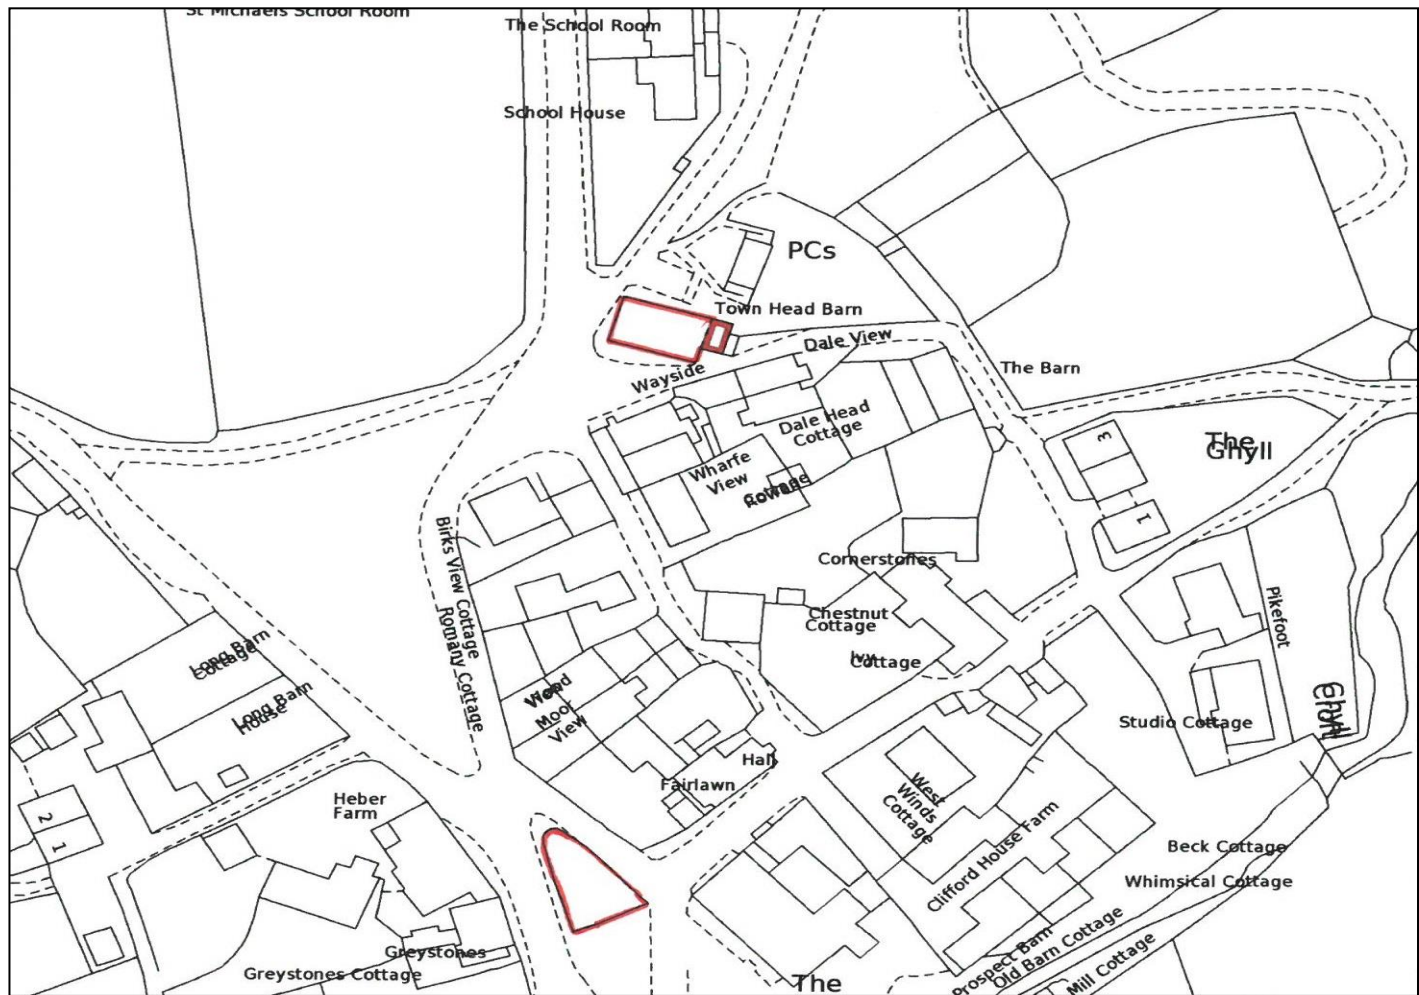 St Michaels School Room
The School Room
School House
PCs
Town Head Barn
Dale View
Wayside
The Barn
Dale Head
Cottage
3
The
Ghyll
Wharfe
View
Rowan
Cottage
1
Birks View Cottage
Romany Cottage
Cornerstones
Pikefoot
Chestnut
Cottage
Ivy
Cottage
Long Barn
Cottage
Long Barn
House
View
Moor
View
Ghyll
Studio Cottage
Hall
Fairlawn
Heber
Farm
West
Winds
Cottage
2
1
Clifford House Farm
Beck Cottage
Whimsical Cottage
Greystones
Greystones Cottage
Prospect Barn
Old Barn Cottage
Mill Cottage
The